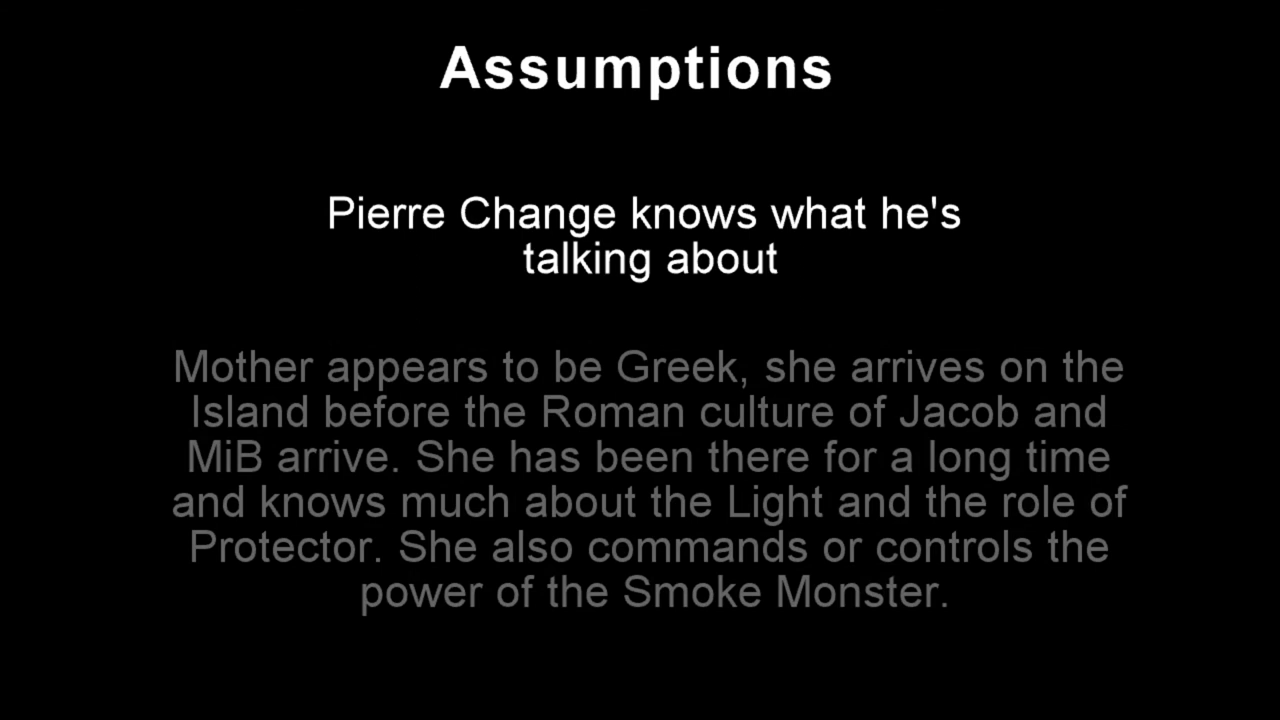 Assumptions
Pierre Change knows what he's
talking about
Mother appears to be Greek, she arrives on the
Island before the Roman culture of Jacob and
MiB arrive. She has been there for a long time
and knows much about the Light and the role of
Protector. She also commands or controls the
power of the Smoke Monster.